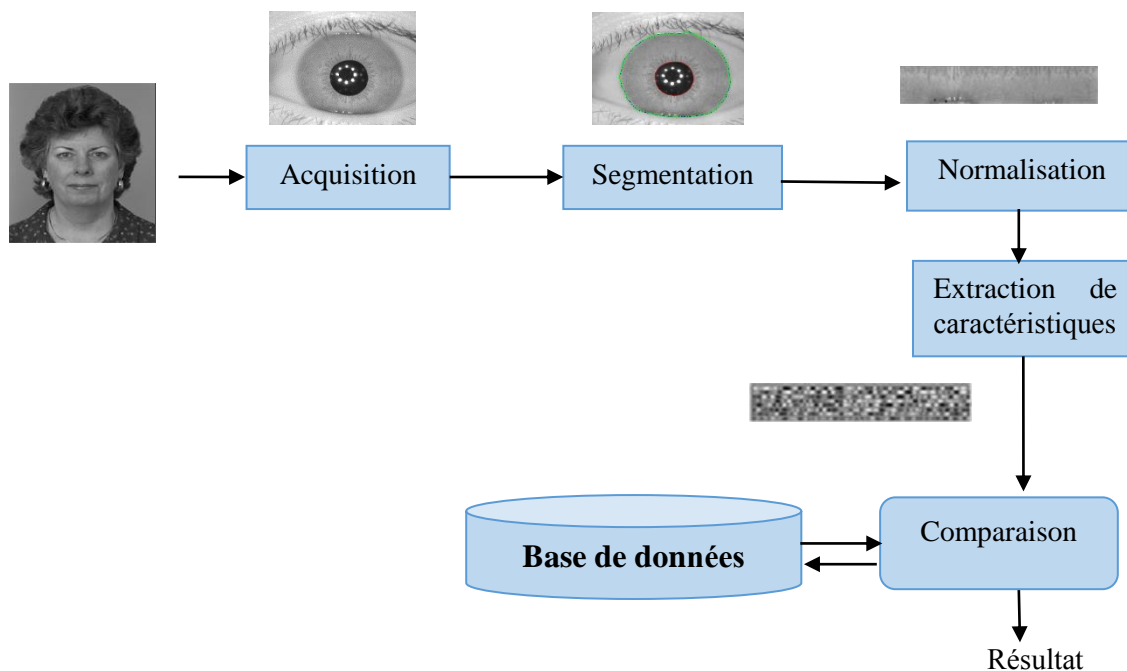 Acquisition
Segmentation
Normalisation
Extraction de
caractéristiques
Base de données
Comparaison
Résultat